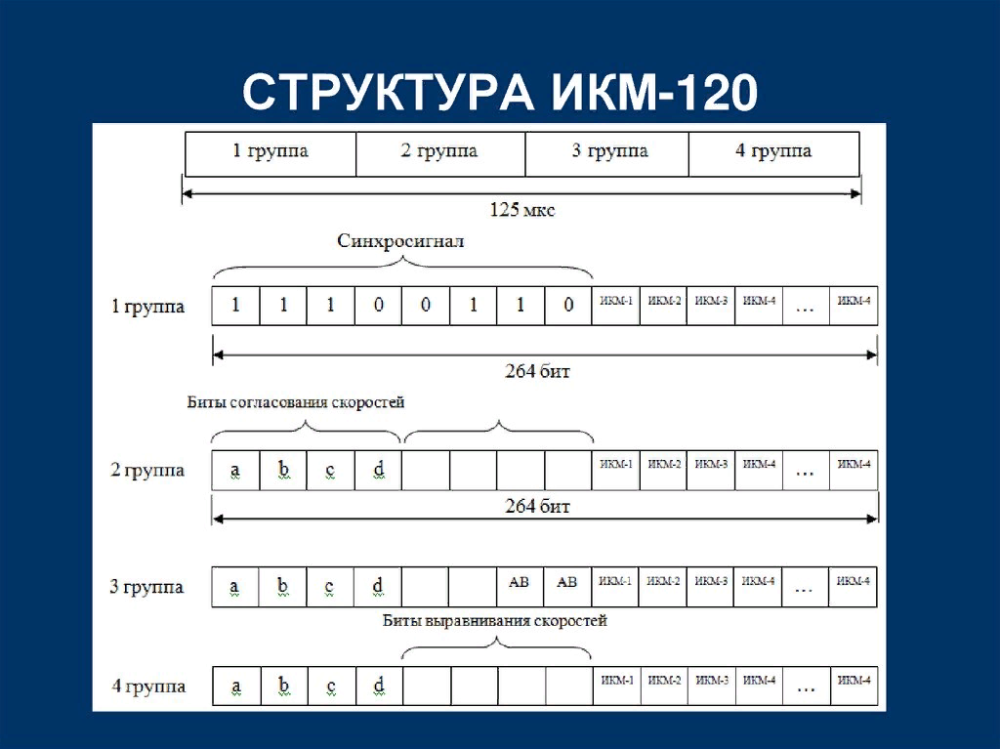 СТРУКТУРА ИКМ-120
1 группа 2 группа 3 группа 4 группа
125 мкс
Синхросигнал
1 группа 1 1 1 0 0 1 1 0 ИКМ-1 ИКМ-2 ИКМ-3 ИКМ-4 ... ИКМ-4
264 бит
Биты согласования скоростей
2 группа a b c d ИКМ-1 ИКМ-2 ИКМ-3 ИКМ-4 ... ИКМ-4
264 бит
3 группа a b c d АВ АВ ИКМ-1 ИКМ-2 ИКМ-3 ИКМ-4 ... ИКМ-4
Биты выравнивания скоростей
4 группа a b c d ИКМ-1 ИКМ-2 ИКМ-3 ИКМ-4 ... ИКМ-4